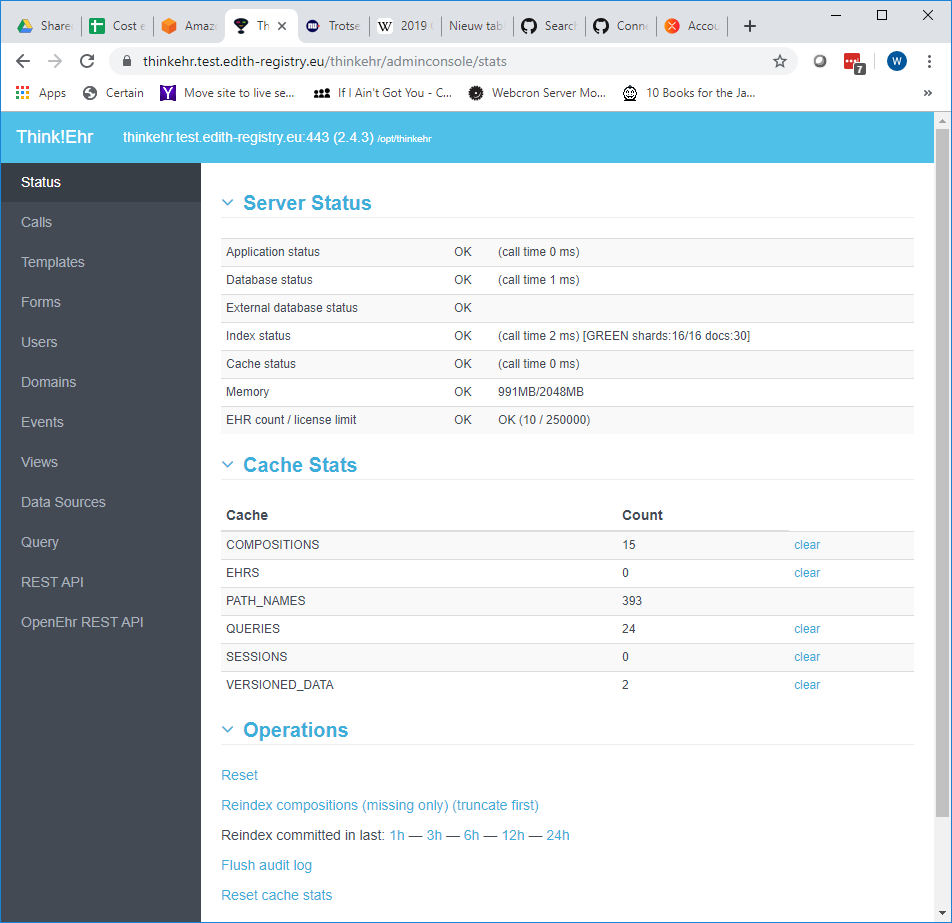 Share
Cost e
Amaz
Th
Trotse
W 2019
Nieuw tab
Search
Conne
Accou
thinkehr.test.edith-registry.eu/thinkehr/adminconsole/stats
7
W
Apps
Certain
Y Move site to live se...
If I Ain't Got You - C...
Webcron Server Mo...
10 Books for the Ja...
»
Think!Ehr thinkehr.test.edith-registry.eu:443 (2.4.3) /opt/thinkehr
Status
Calls
Templates
Forms
Users
Domains
Events
Views
Data Sources
Query
REST API
OpenEhr REST API
Server Status
Application status OK (call time 0 ms)
Database status OK (call time 1 ms)
External database status OK
Index status OK (call time 2 ms) [GREEN shards:16/16 docs:30]
Cache status OK (call time 0 ms)
Memory OK 991MB/2048MB
EHR count / license limit OK OK (10 / 250000)
Cache Stats
Cache Count
COMPOSITIONS 15 clear
EHRS 0 clear
PATH_NAMES 393
QUERIES 24 clear
SESSIONS 0 clear
VERSIONED_DATA 2 clear
Operations
Reset
Reindex compositions (missing only) (truncate first)
Reindex committed in last: 1h — 3h — 6h — 12h — 24h
Flush audit log
Reset cache stats